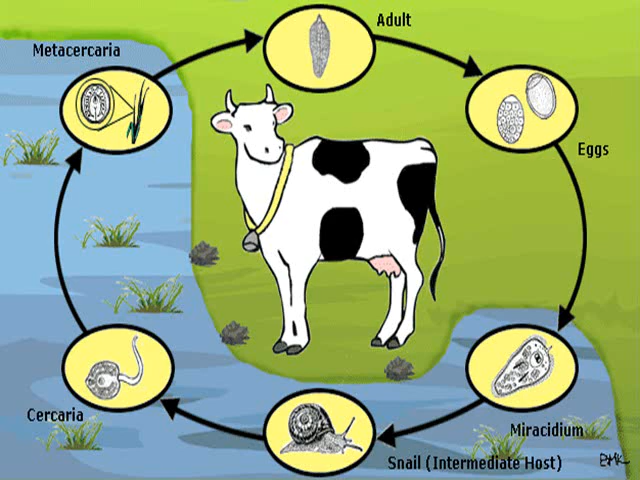 Adult
Metacercaria
Eggs
Cercaria
Miracidium
Snail (Intermediate Host)